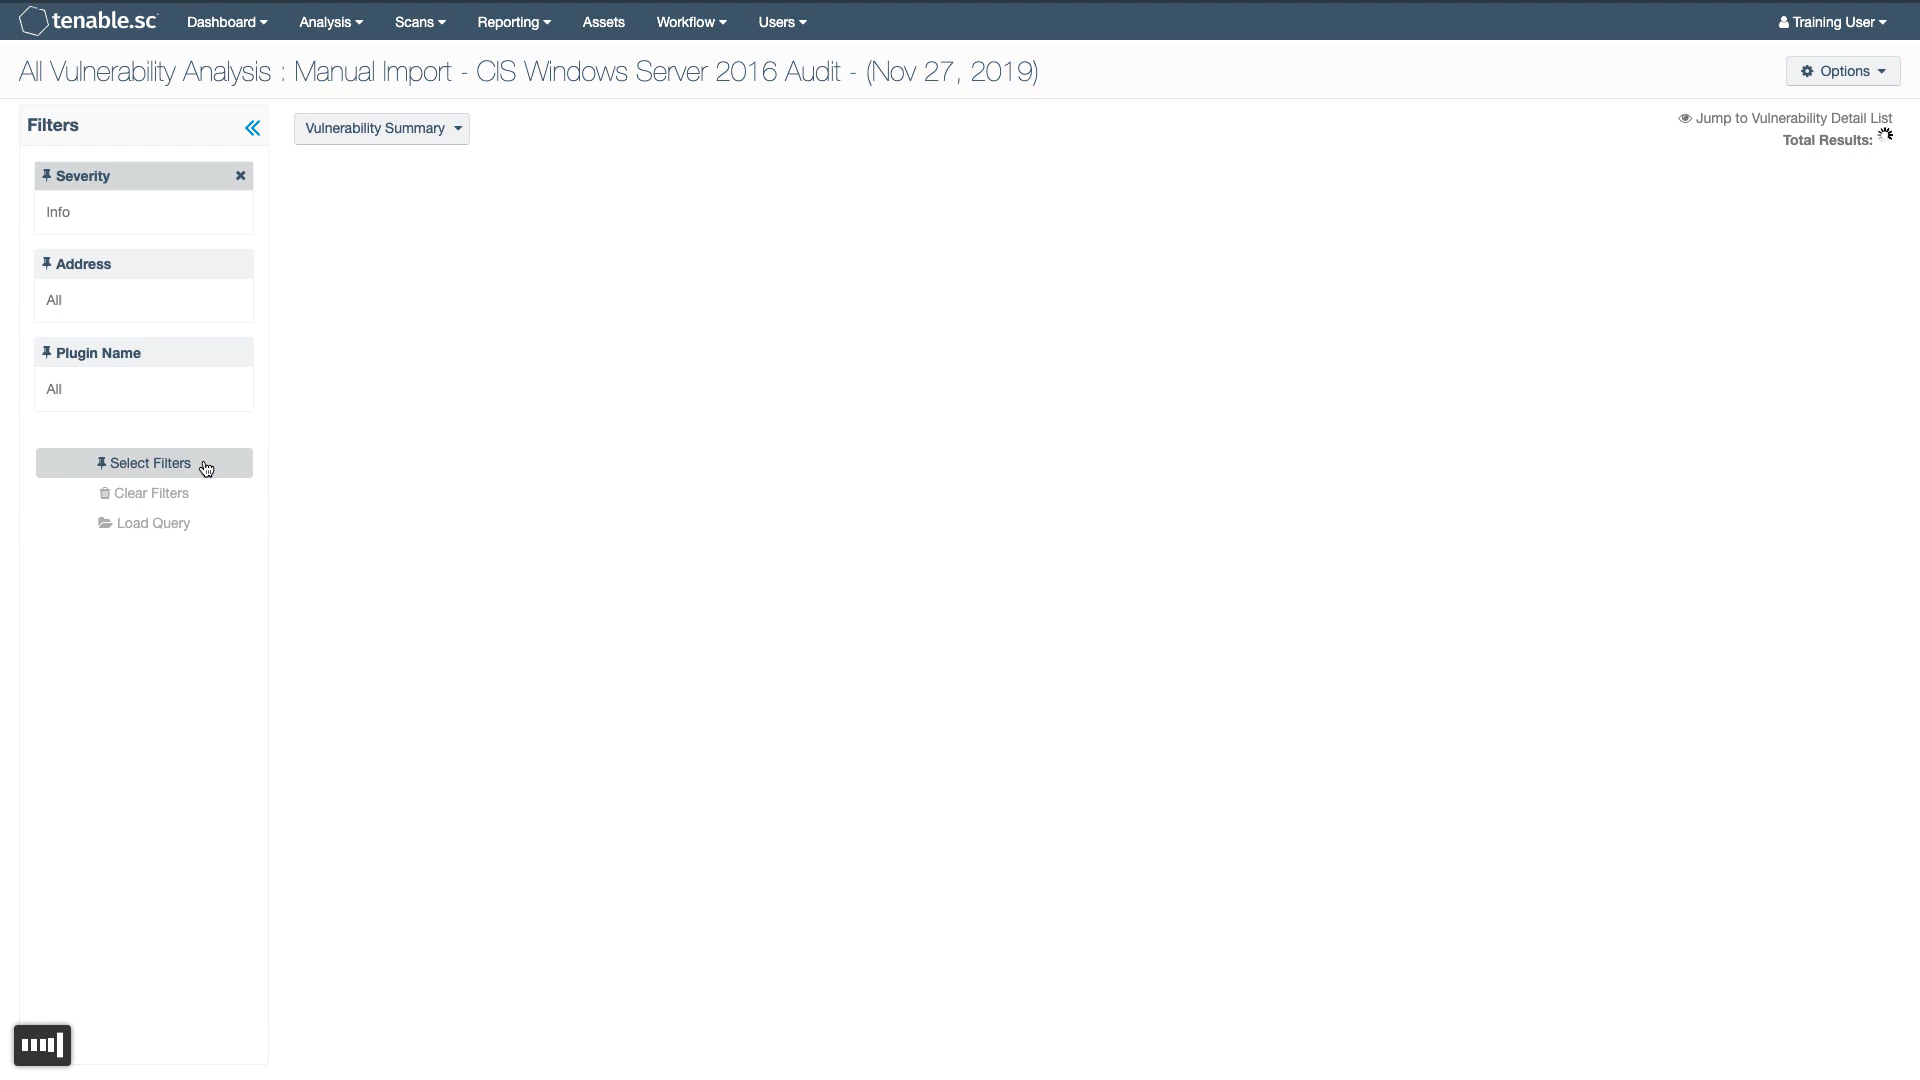 tenable.sc Dashboard Analysis Scans Reporting Assets Workflow Users Training User
All Vulnerability Analysis : Manual Import - CIS Windows Server 2016 Audit - (Nov 27, 2019)
Options
Filters
Vulnerability Summary
Jump to Vulnerability Detail List
Total Results:
Severity
Info
Address
All
Plugin Name
All
Select Filters
Clear Filters
Load Query